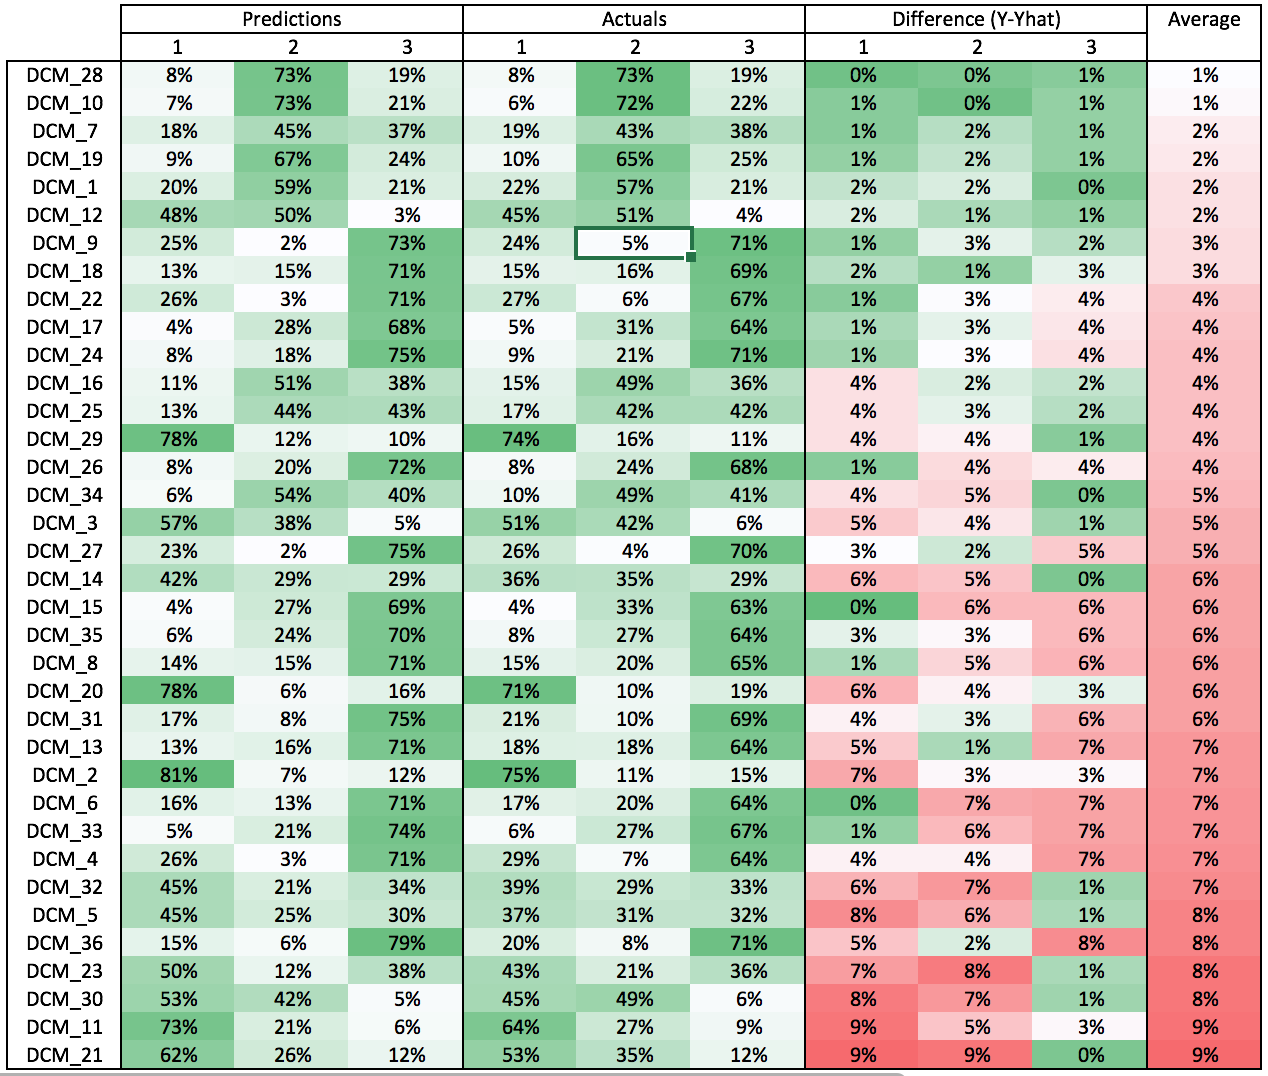 Predictions Actuals Difference (Y-Yhat) Average
1 2 3 1 2 3 1 2 3
DCM_28 8% 73% 19% 8% 73% 19% 0% 0% 1% 1%
DCM_10 7% 73% 21% 6% 72% 22% 1% 0% 1% 1%
DCM_7 18% 45% 37% 19% 43% 38% 1% 2% 1% 2%
DCM_19 9% 67% 24% 10% 65% 25% 1% 2% 1% 2%
DCM_1 20% 59% 21% 22% 57% 21% 2% 2% 0% 2%
DCM_12 48% 50% 3% 45% 51% 4% 2% 1% 1% 2%
DCM_9 25% 2% 73% 24% 5% 71% 1% 3% 2% 3%
DCM_18 13% 15% 71% 15% 16% 69% 2% 1% 3% 3%
DCM_22 26% 3% 71% 27% 6% 67% 1% 3% 4% 4%
DCM_17 4% 28% 68% 5% 31% 64% 1% 3% 4% 4%
DCM_24 8% 18% 75% 9% 21% 71% 1% 3% 4% 4%
DCM_16 11% 51% 38% 15% 49% 36% 4% 2% 2% 4%
DCM_25 13% 44% 43% 17% 42% 42% 4% 3% 2% 4%
DCM_29 78% 12% 10% 74% 16% 11% 4% 4% 1% 4%
DCM_26 8% 20% 72% 8% 24% 68% 1% 4% 4% 4%
DCM_34 6% 54% 40% 10% 49% 41% 4% 5% 0% 5%
DCM_3 57% 38% 5% 51% 42% 6% 5% 4% 1% 5%
DCM_27 23% 2% 75% 26% 4% 70% 3% 2% 5% 5%
DCM_14 42% 29% 29% 36% 35% 29% 6% 5% 0% 6%
DCM_15 4% 27% 69% 4% 33% 63% 0% 6% 6% 6%
DCM_35 6% 24% 70% 8% 27% 64% 3% 3% 6% 6%
DCM_8 14% 15% 71% 15% 20% 65% 1% 5% 6% 6%
DCM_20 78% 6% 16% 71% 10% 19% 6% 4% 3% 6%
DCM_31 17% 8% 75% 21% 10% 69% 4% 3% 6% 6%
DCM_13 13% 16% 71% 18% 18% 64% 5% 1% 7% 7%
DCM_2 81% 7% 12% 75% 11% 15% 7% 3% 3% 7%
DCM_6 16% 13% 71% 17% 20% 64% 0% 7% 7% 7%
DCM_33 5% 21% 74% 6% 27% 67% 1% 6% 7% 7%
DCM_4 26% 3% 71% 29% 7% 64% 4% 4% 7% 7%
DCM_32 45% 21% 34% 39% 29% 33% 6% 7% 1% 7%
DCM_5 45% 25% 30% 37% 31% 32% 8% 6% 1% 8%
DCM_36 15% 6% 79% 20% 8% 71% 5% 2% 8% 8%
DCM_23 50% 12% 38% 43% 21% 36% 7% 8% 1% 8%
DCM_30 53% 42% 5% 45% 49% 6% 8% 7% 1% 8%
DCM_11 73% 21% 6% 64% 27% 9% 9% 5% 3% 9%
DCM_21 62% 26% 12% 53% 35% 12% 9% 9% 0% 9%